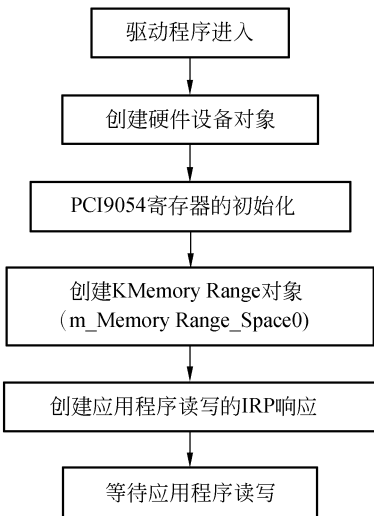 驱动程序进入
创建硬件设备对象
PCI9054寄存器的初始化
创建KMemory Range对象
（m_Memory Range_Space0)
创建应用程序读写的IRP响应
等待应用程序读写